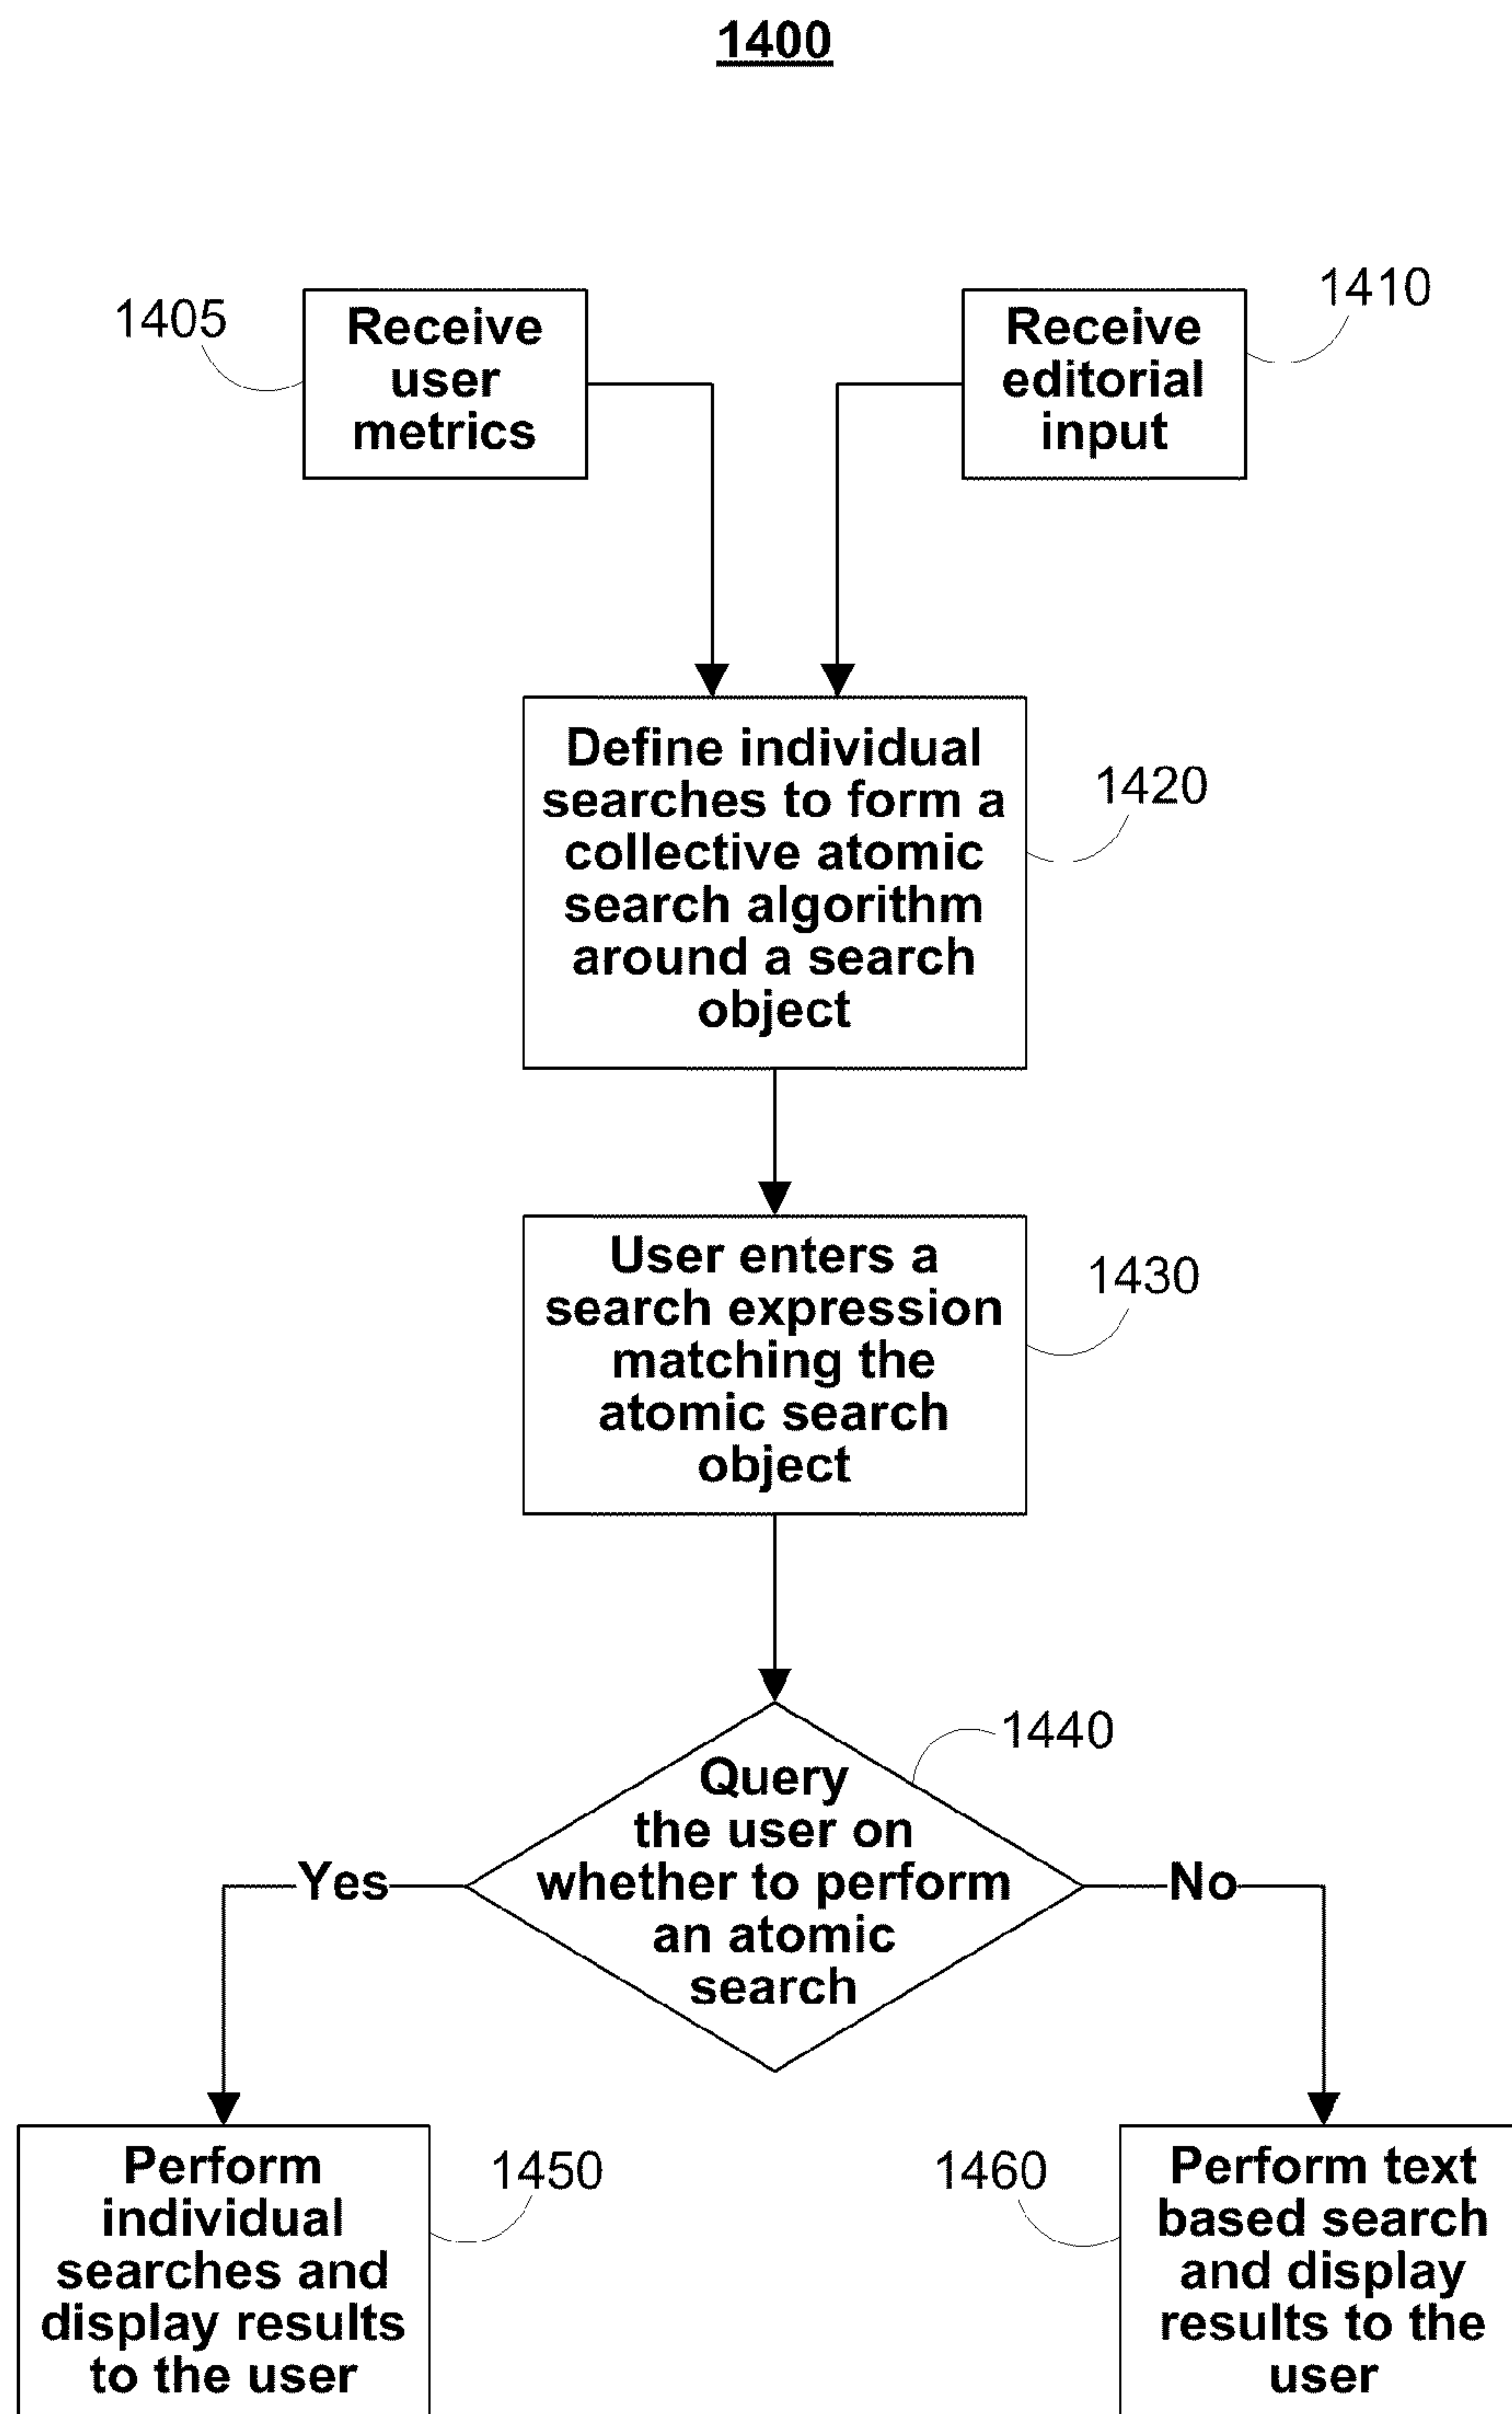 1400
1405
Receive
user
metrics
Receive
editorial
input
1410
Define individual
searches to form a
collective atomic
search algorithm
around a search
object
1420
User enters a
search expression
matching the
atomic search
object
1430
1440
Query
the user on
whether to perform
an atomic
search
Yes
No
Perform
individual
searches and
display results
to the user
1450
1460
Perform text
based search
and display
results to the
user